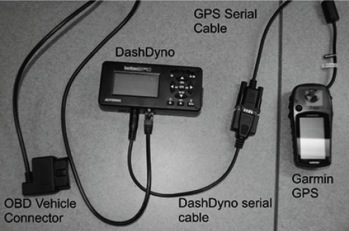 GPS Serial
Cable
DashDyno
OBD Vehicle
Connector
DashDyno serial
cable
Garmin
GPS